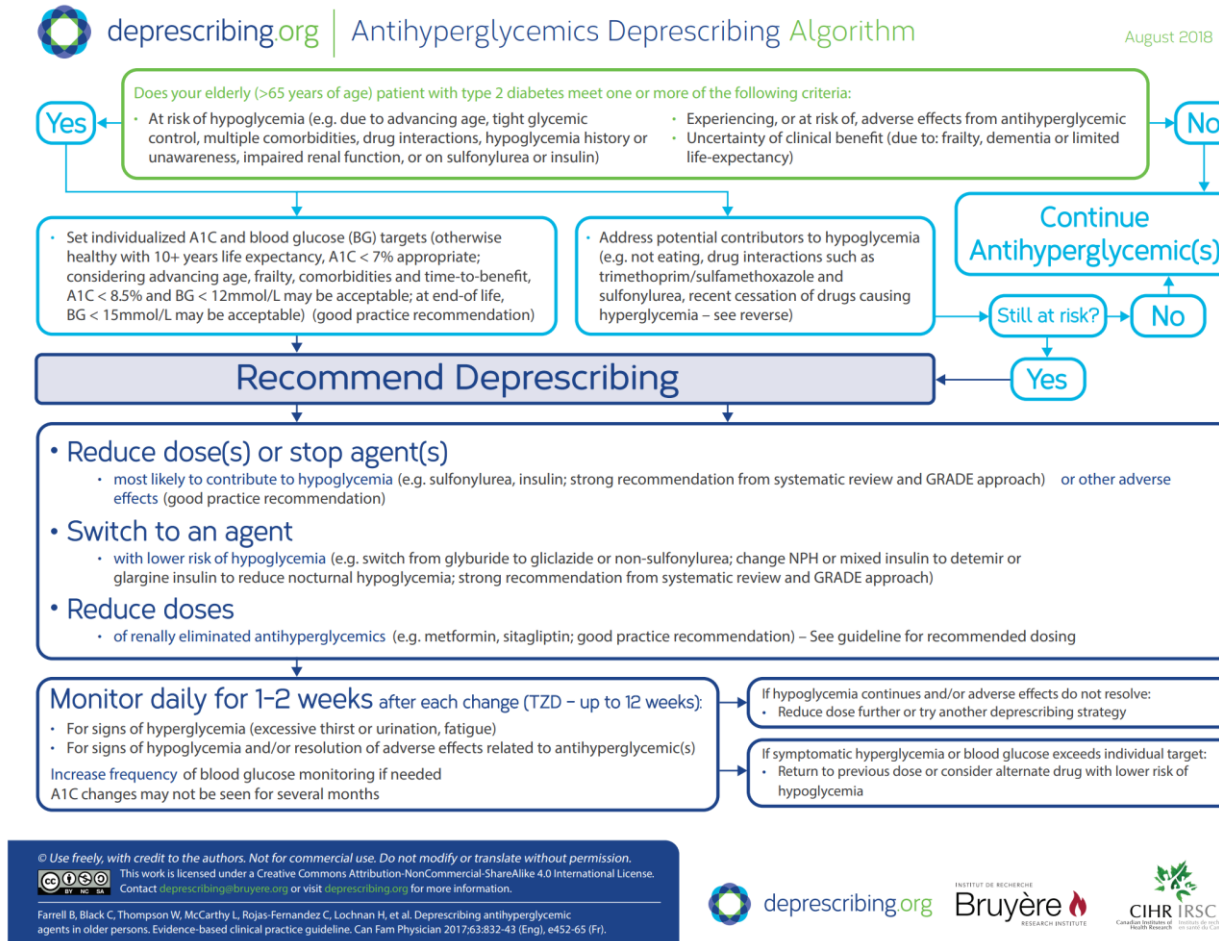 deprescribing.org | Antihyperglycemics Deprescribing Algorithm
August 2018
Does your elderly (>65 years of age) patient with type 2 diabetes meet one or more of the following criteria:
• At risk of hypoglycemia (e.g. due to advancing age, tight glycemic
control, multiple comorbidities, drug interactions, hypoglycemia history or
unawareness, impaired renal function, or on sulfonylurea or insulin)
• Experiencing, or at risk of, adverse effects from antihyperglycemic
• Uncertainty of clinical benefit (due to: frailty, dementia or limited
life-expectancy)
Yes
No
• Set individualized A1C and blood glucose (BG) targets (otherwise
healthy with 10+ years life expectancy, A1C < 7% appropriate;
considering advancing age, frailty, comorbidities and time-to-benefit,
A1C < 8.5% and BG < 12mmol/L may be acceptable; at end-of life,
BG < 15mmol/L may be acceptable) (good practice recommendation)
• Address potential contributors to hypoglycemia
(e.g. not eating, drug interactions such as
trimethoprim/sulfamethoxazole and
sulfonylurea, recent cessation of drugs causing
hyperglycemia – see reverse)
Continue
Antihyperglycemic(s)
Still at risk?
No
Yes
Recommend Deprescribing
• Reduce dose(s) or stop agent(s)
• most likely to contribute to hypoglycemia (e.g. sulfonylurea, insulin; strong recommendation from systematic review and GRADE approach) or other adverse
effects (good practice recommendation)
• Switch to an agent
• with lower risk of hypoglycemia (e.g. switch from glyburide to gliclazide or non-sulfonylurea; change NPH or mixed insulin to detemir or
glargine insulin to reduce nocturnal hypoglycemia; strong recommendation from systematic review and GRADE approach)
• Reduce doses
• of renally eliminated antihyperglycemics (e.g. metformin, sitagliptin; good practice recommendation) – See guideline for recommended dosing
Monitor daily for 1-2 weeks after each change (TZD – up to 12 weeks):
• For signs of hyperglycemia (excessive thirst or urination, fatigue)
• For signs of hypoglycemia and/or resolution of adverse effects related to antihyperglycemic(s)
Increase frequency of blood glucose monitoring if needed
A1C changes may not be seen for several months
If hypoglycemia continues and/or adverse effects do not resolve:
• Reduce dose further or try another deprescribing strategy
If symptomatic hyperglycemia or blood glucose exceeds individual target:
• Return to previous dose or consider alternate drug with lower risk of
hypoglycemia
© Use freely, with credit to the authors. Not for commercial use. Do not modify or translate without permission.
This work is licensed under a Creative Commons Attribution-NonCommercial-ShareAlike 4.0 International License.
Contact deprescribing@bruyere.org or visit deprescribing.org for more information.
BY NC SA
Farrell B, Black C, Thompson W, McCarthy L, Rojas-Fernandez C, Lochnan H, et al. Deprescribing antihyperglycemic
agents in older persons. Evidence-based clinical practice guideline. Can Fam Physician 2017;63:832-43 (Eng), e452-65 (Fr).
deprescribing.org
INSTITUT DE RECHERCHE
Bruyère
RESEARCH INSTITUTE
CIHR IRSC
Canadian Institutes of
Health Research